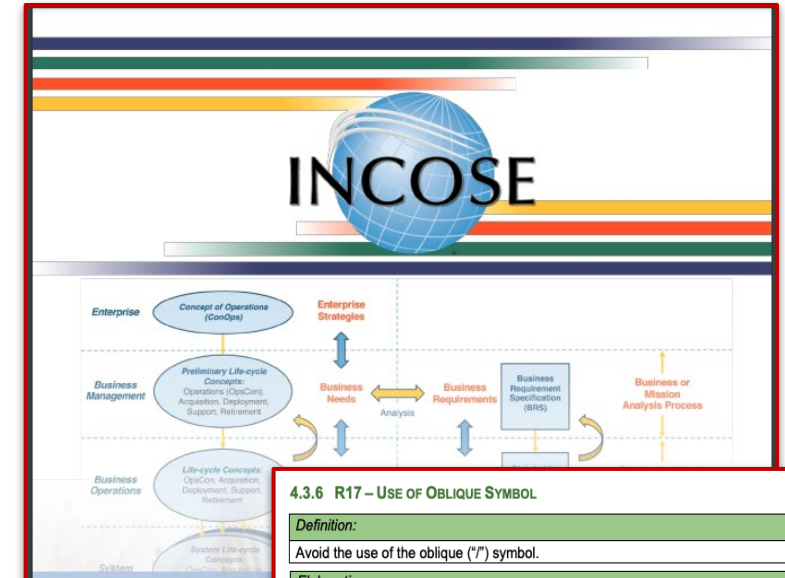 INCOSE
Enterprise
Concept of Operations
(ConOps)
Enterprise
Strategies
Business
Management
Preliminary Life-cycle
Concepts:
Operations (OpsCon),
Acquisition, Deployment,
Support, Retirement
Business
Needs
Analysis
Business
Requirements
Business
Requirement
Specification
(BRS)
Business or
Mission
Analysis Process
Business
Operations
Life-cycle Concepts:
OpsCon, Acquisition,
Deployment, Support,
Retirement
System
System Life-cycle
Concepts:
OpsCon, Acquisition
4.3.6 R17 – USE OF OBLIQUE SYMBOL
Definition:
Avoid the use of the oblique (“/”) symbol.